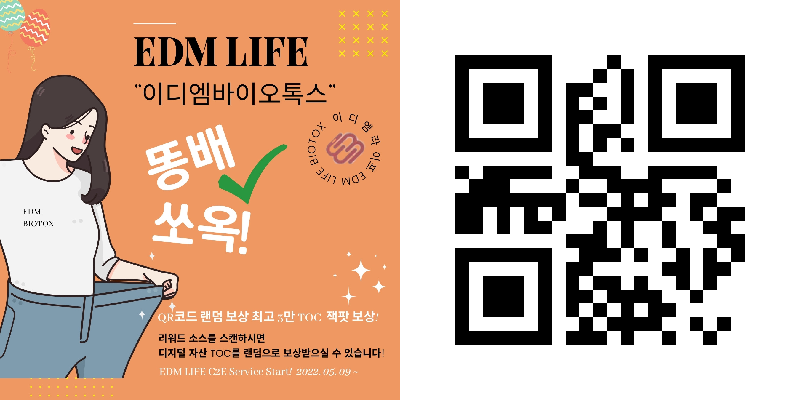 EDM LIFE
"이디엠바이오톡스"
이디엠라이프 EDM LIFE BIOTOX
똥배
쏘옥!
EDM
BIOTOX
QR코드 랜덤 보상 최고 5만 TOC 잭팟 보상!
리워드 소스를 스캔하시면
디지털 자산 TOC를 랜덤으로 보상받으실 수 있습니다!
EDM LIFE C2E Service Start! 2022. 05. 09 ~